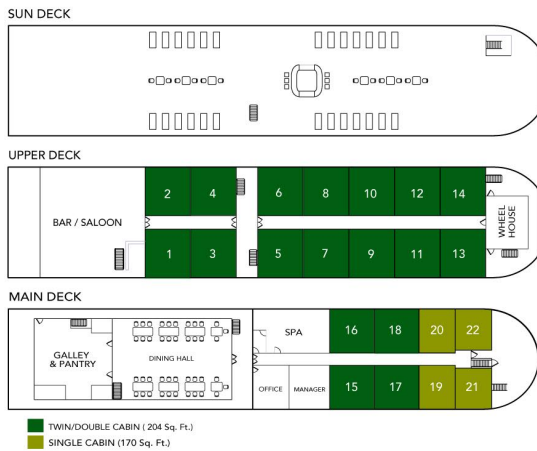 SUN DECK
UPPER DECK
2 4 6 8 10 12 14
BAR / SALOON
WHEEL
HOUSE
1 3 5 7 9 11 13
MAIN DECK
SPA
16 18 20 22
GALLEY
& PANTRY
DINING HALL
OFFICE
MANAGER
15 17 19 21
TWIN/DOUBLE CABIN ( 204 Sq. Ft.)
SINGLE CABIN (170 Sq. Ft.)